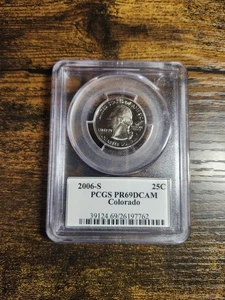 2006-S 25C
PCGS PR69DCAM
Colorado
39124.69/26197762